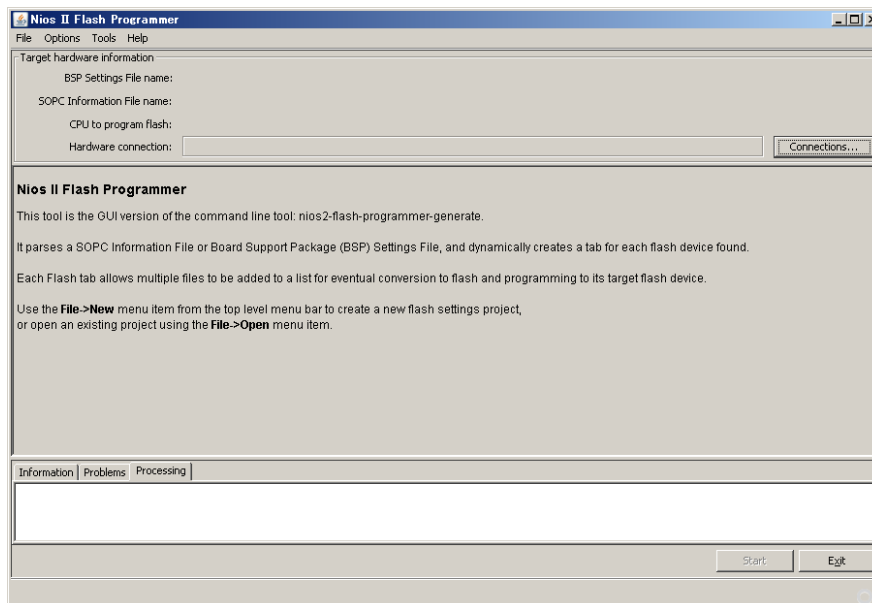 Nios II Flash Programmer
File Options Tools Help
Target hardware information
BSP Settings File name:
SOPC Information File name:
CPU to program flash:
Hardware connection:
Connections...
Nios II Flash Programmer
This tool is the GUI version of the command line tool: nios2-flash-programmer-generate.
It parses a SOPC Information File or Board Support Package (BSP) Settings File, and dynamically creates a tab for each flash device found.
Each Flash tab allows multiple files to be added to a list for eventual conversion to flash and programming to its target flash device.
Use the File->New menu item from the top level menu bar to create a new flash settings project,
or open an existing project using the File->Open menu item.
Information Problems Processing
Start Exit